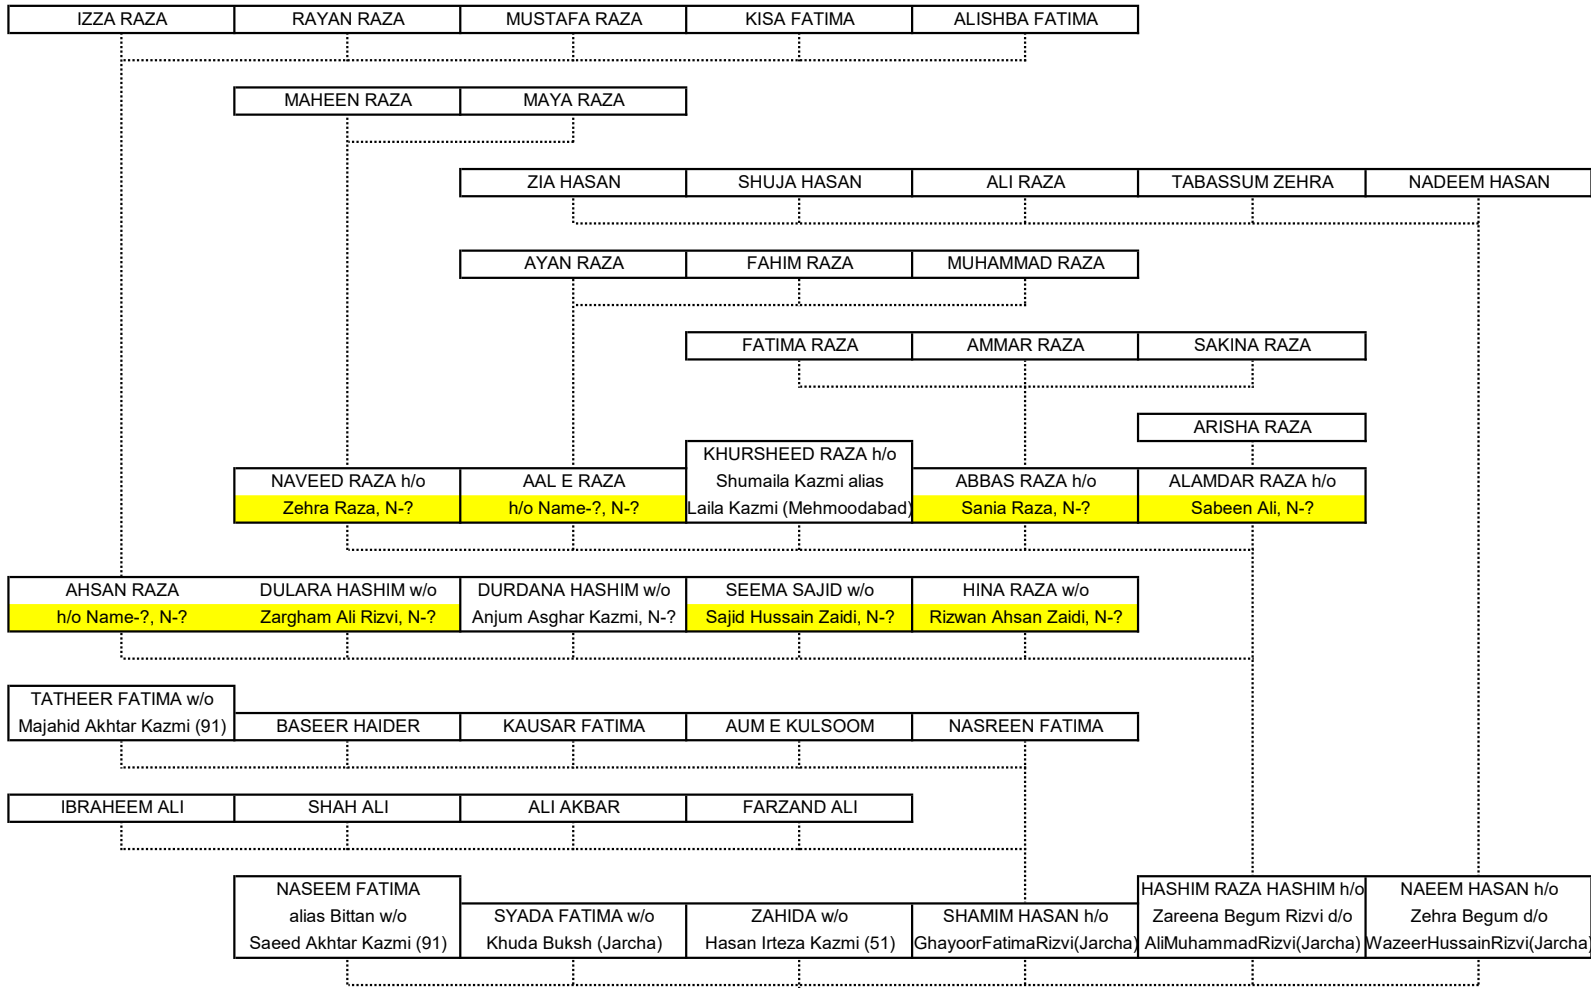 IZZA RAZA RAYAN RAZA MUSTAFA RAZA KISA FATIMA ALISHBA FATIMA
MAHEEN RAZA MAYA RAZA
ZIA HASAN SHUJA HASAN ALI RAZA TABASSUM ZEHRA NADEEM HASAN
AYAN RAZA FAHIM RAZA MUHAMMAD RAZA
FATIMA RAZA AMMAR RAZA SAKINA RAZA
ARISHA RAZA
NAVEED RAZA h/o
Zehra Raza, N-?
AAL E RAZA
h/o Name-?, N-?
KHURSHEED RAZA h/o
Shumaila Kazmi alias
Laila Kazmi (Mehmoodabad)
ABBAS RAZA h/o
Sania Raza, N-?
ALAMDAR RAZA h/o
Sabeen Ali, N-?
AHSAN RAZA
h/o Name-?, N-?
DULARA HASHIM w/o
Zargham Ali Rizvi, N-?
DURDANA HASHIM w/o
Anjum Asghar Kazmi, N-?
SEEMA SAJID w/o
Sajid Hussain Zaidi, N-?
HINA RAZA w/o
Rizwan Ahsan Zaidi, N-?
TATHEER FATIMA w/o
Majahid Akhtar Kazmi (91)
BASEER HAIDER KAUSAR FATIMA AUM E KULSOOM NASREEN FATIMA
IBRAHEEM ALI SHAH ALI ALI AKBAR FARZAND ALI
NASEEM FATIMA
alias Bittan w/o
Saeed Akhtar Kazmi (91)
SYADA FATIMA w/o
Khuda Buksh (Jarcha)
ZAHIDA w/o
Hasan Irteza Kazmi (51)
SHAMIM HASAN h/o
GhayoorFatimaRizvi(Jarcha)
HASHIM RAZA HASHIM h/o
Zareena Begum Rizvi d/o
AliMuhammadRizvi(Jarcha)
NAEEM HASAN h/o
Zehra Begum d/o
WazeerHussainRizvi(Jarcha)